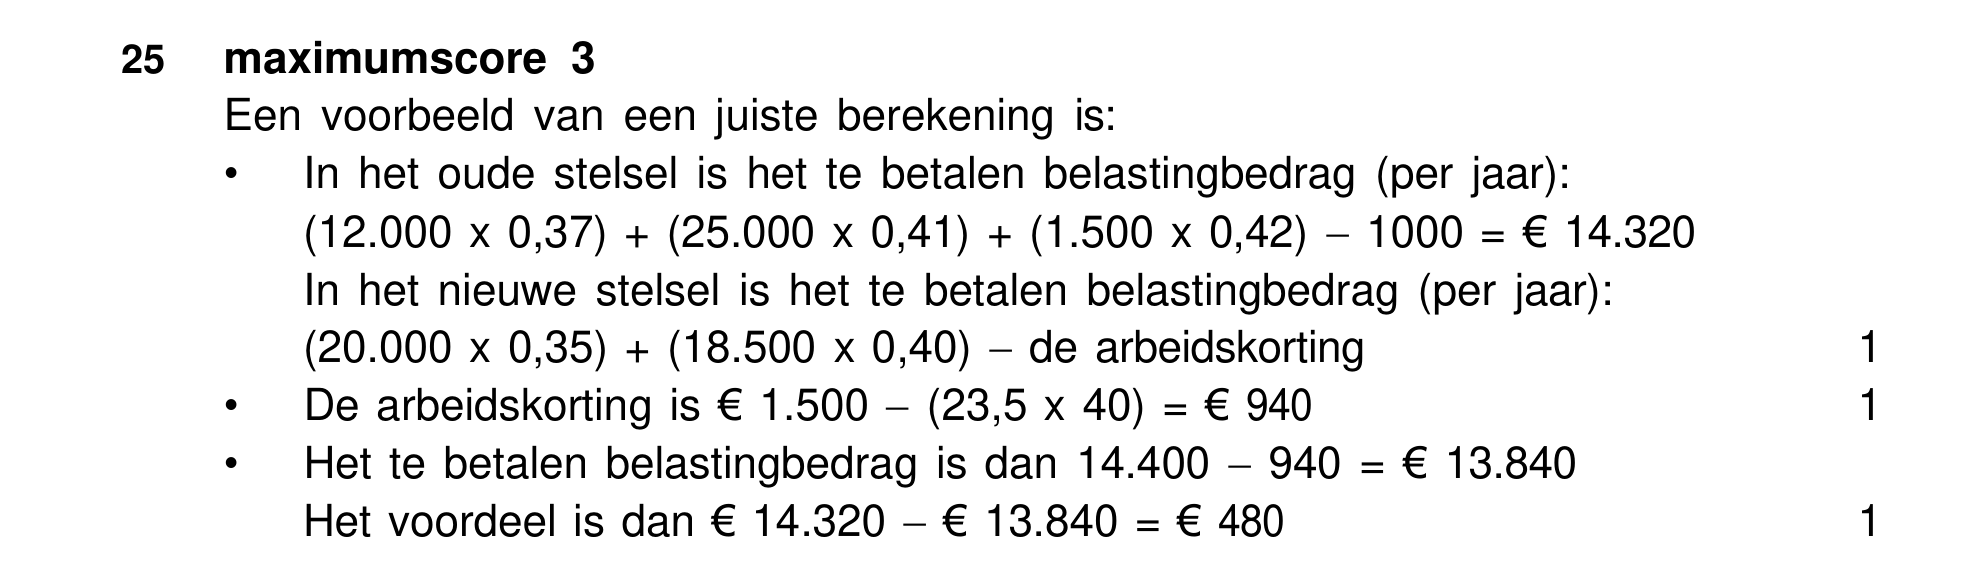 25 maximumscore 3
Een voorbeeld van een juiste berekening is:
• In het oude stelsel is het te betalen belastingbedrag (per jaar):
(12.000 x 0,37) + (25.000 x 0,41) + (1.500 x 0,42) – 1000 = € 14.320
In het nieuwe stelsel is het te betalen belastingbedrag (per jaar):
(20.000 x 0,35) + (18.500 x 0,40) – de arbeidskorting 1
• De arbeidskorting is € 1.500 – (23,5 x 40) = € 940 1
• Het te betalen belastingbedrag is dan 14.400 – 940 = € 13.840
Het voordeel is dan € 14.320 – € 13.840 = € 480 1